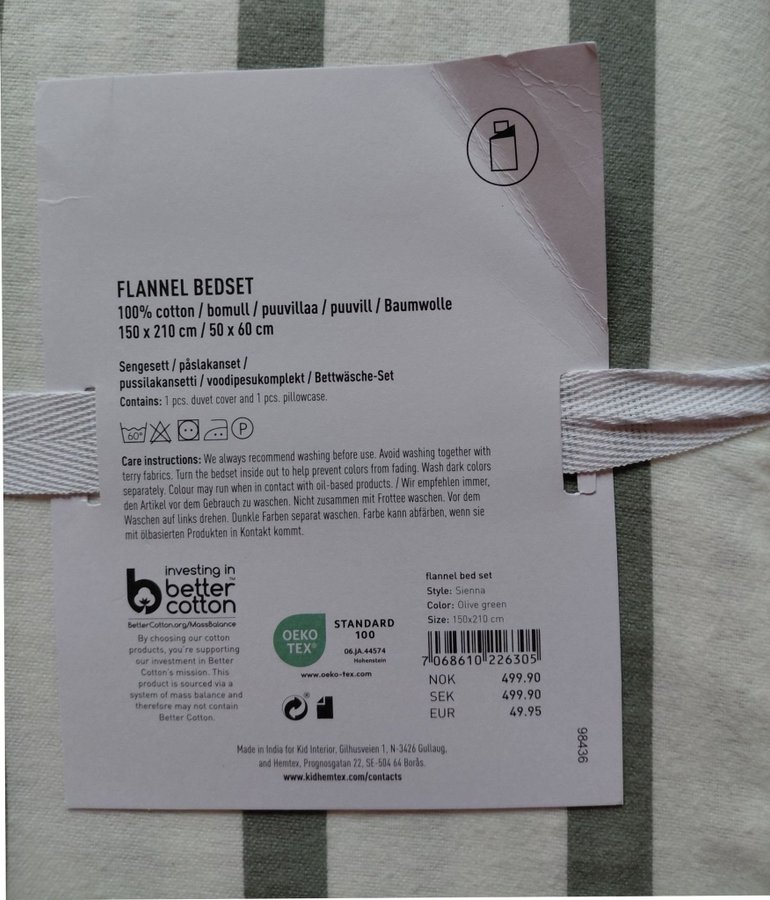 FLANNEL BEDSET
100% cotton / bomull / puuvillaa / puuvill / Baumwolle
150 x 210 cm / 50 x 60 cm
Sengesett / påslakanset /
pussilakansetti / voodipesukomplekt / Bettwäsche-Set
Contains: 1 pcs. duvet cover and 1 pcs. pillowcase.
60°
P
Care instructions: We always recommend washing before use. Avoid washing together with
terry fabrics. Turn the bedset inside out to help prevent colors from fading. Wash dark colors
separately. Colour may run when in contact with oil-based products. / Wir empfehlen immer,
den Artikel vor dem Gebrauch zu waschen. Nicht zusammen mit Frottee waschen. Vor dem
Waschen auf links drehen. Dunkle Farben separat waschen. Farbe kann abfärben, wenn sie
mit ölbasierten Produkten in Kontakt kommt.
investing in
better
cotton™
BetterCotton.org/MassBalance
By choosing our cotton
products, you're supporting
our investment in Better
Cotton's mission. This
product is sourced via a
system of mass balance and
therefore may not contain
Better Cotton.
OEKO
TEX®
STANDARD
100
06.JA.44574
Hohenstein
www.oeko-tex.com
®
flannel bed set
Style: Sienna
Color: Olive green
Size: 150x210 cm
7 068610 226305
NOK 499.90
SEK 499.90
EUR 49.95
98436
Made in India for Kid Interior, Gilhusveien 1, N-3426 Gullaug,
and Hemtex, Prognosgatan 22, SE-504 64 Borås.
www.kidhemtex.com/contacts